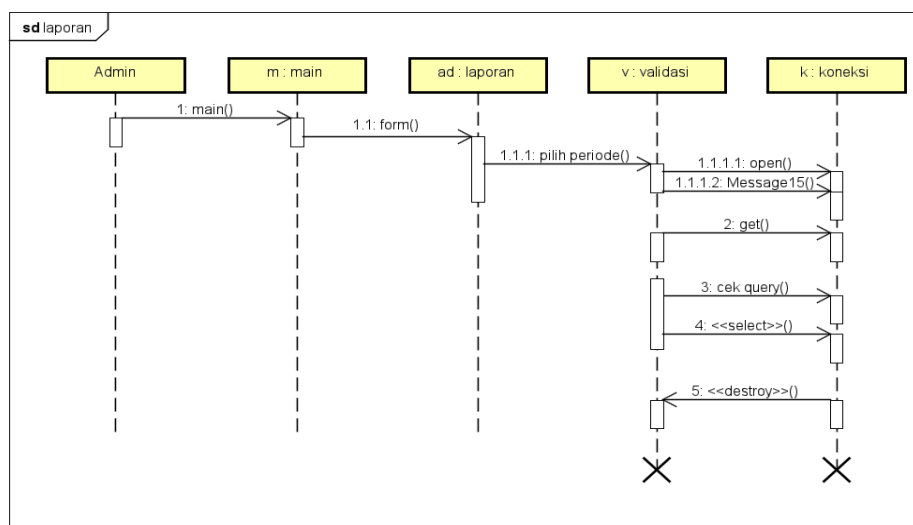 sd laporan
Admin
m : main
ad : laporan
v : validasi
k : koneksi
1: main()
1.1: form()
1.1.1: pilih periode()
1.1.1.1: open()
1.1.1.2: Message15()
2: get()
3: cek query()
4: <<select>>()
5: <<destroy>>()